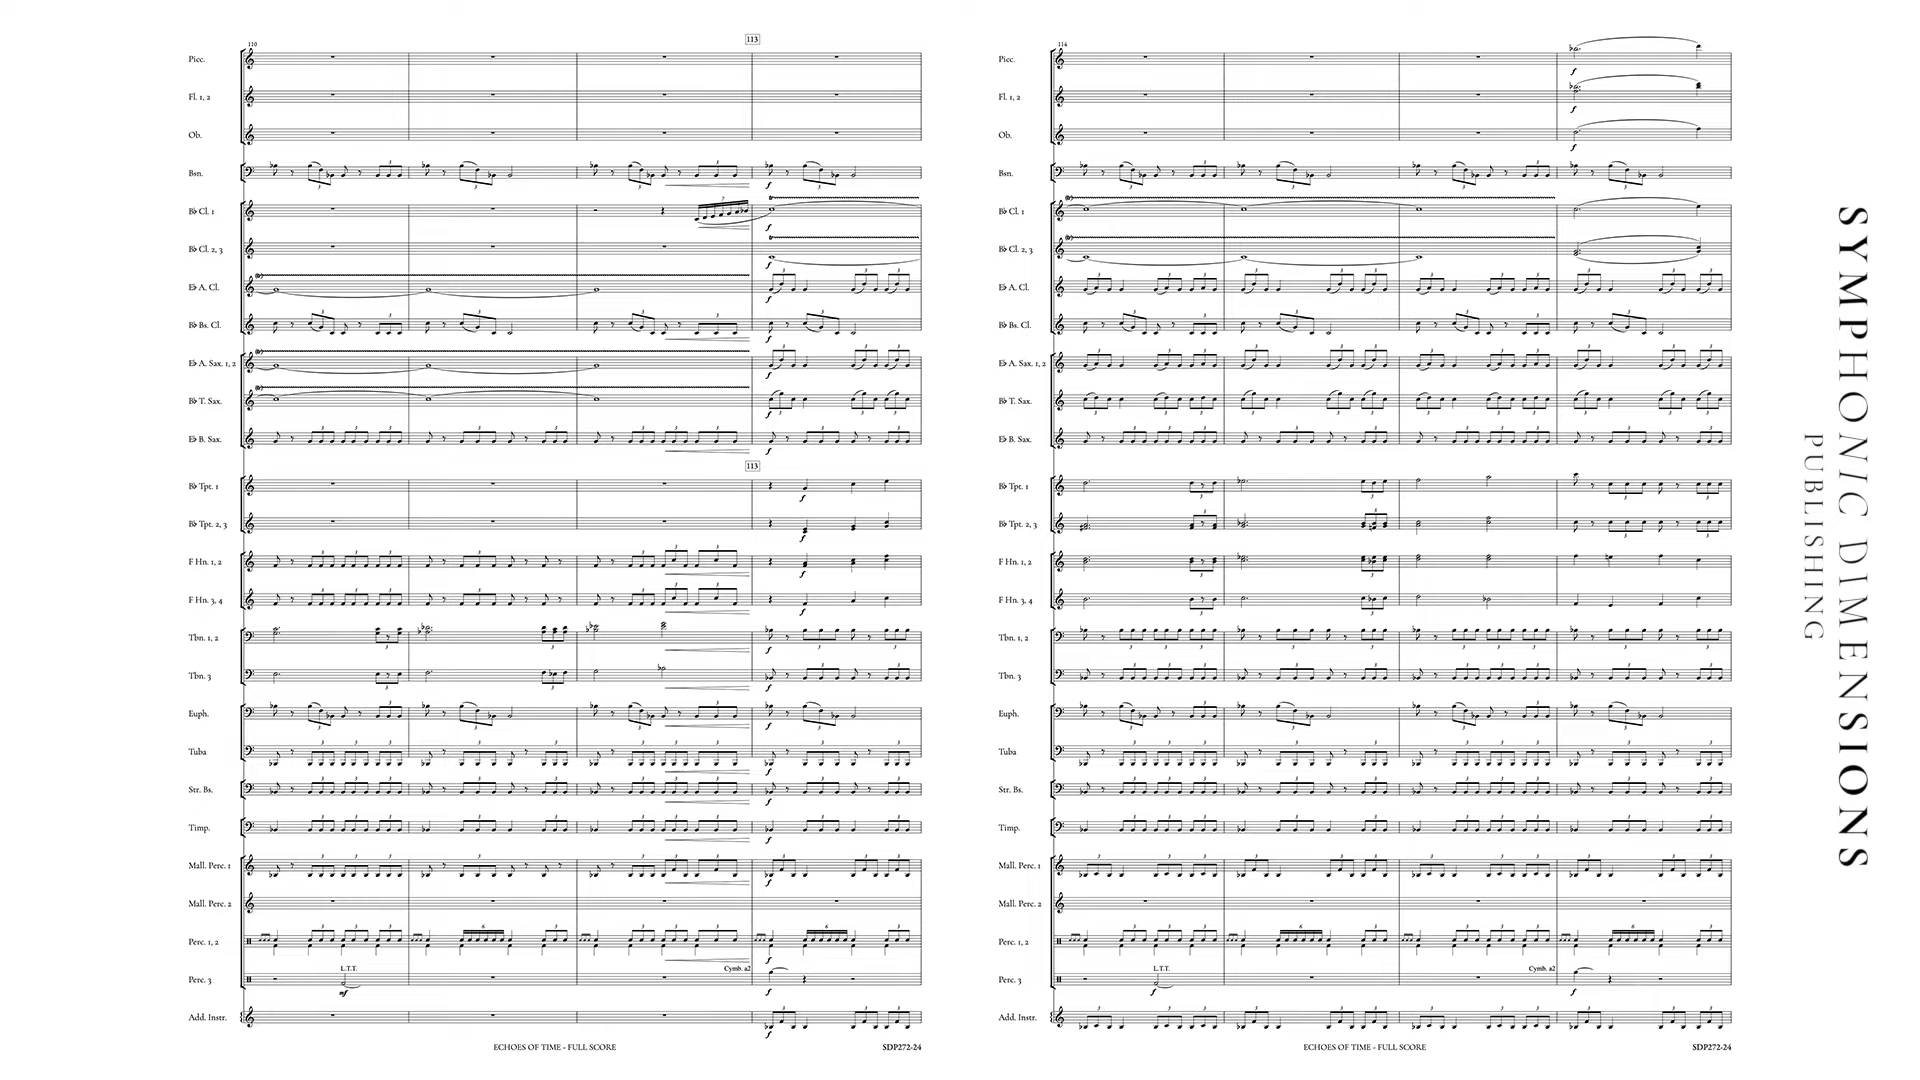 110
113
Picc.
Fl. 1, 2
Ob.
Bsn.
B♭ Cl. 1
B♭ Cl. 2, 3
E♭ A. Cl.
B♭ Bs. Cl.
E♭ A. Sax. 1, 2
B♭ T. Sax.
E♭ B. Sax.
113
B♭ Tpt. 1
B♭ Tpt. 2, 3
F Hn. 1, 2
F Hn. 3, 4
Tbn. 1, 2
Tbn. 3
Euph.
Tuba
Str. Bs.
Timp.
Mall. Perc. 1
Mall. Perc. 2
Perc. 1, 2
L.T.T.
Cymb. a2
Perc. 3
mf
f
Add. Instr.
f
ECHOES OF TIME - FULL SCORE
SDP272-24
114
Picc.
f
Fl. 1, 2
f
Ob.
f
Bsn.
B♭ Cl. 1
B♭ Cl. 2, 3
E♭ A. Cl.
B♭ Bs. Cl.
E♭ A. Sax. 1, 2
B♭ T. Sax.
E♭ B. Sax.
B♭ Tpt. 1
B♭ Tpt. 2, 3
F Hn. 1, 2
F Hn. 3, 4
Tbn. 1, 2
Tbn. 3
Euph.
Tuba
Str. Bs.
Timp.
Mall. Perc. 1
Mall. Perc. 2
Perc. 1, 2
L.T.T.
Cymb. a2
Perc. 3
f
f
Add. Instr.
ECHOES OF TIME - FULL SCORE
SDP272-24
SYMPHONIC DIMENSIONS
PUBLISHING